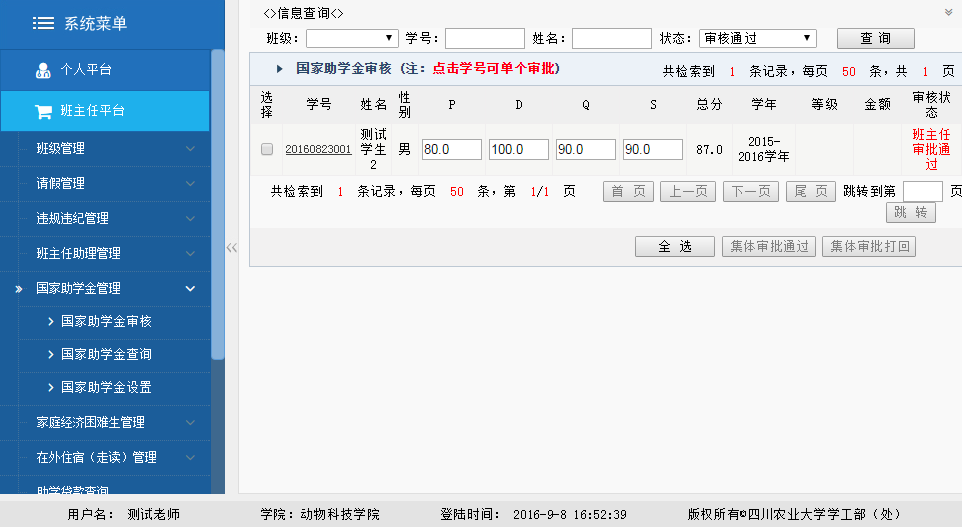 系统菜单
个人平台
班主任平台
班级管理
请假管理
违规违纪管理
班主任助理管理
国家助学金管理
国家助学金审核
国家助学金查询
国家助学金设置
家庭经济困难生管理
在外住宿（走读）管理
助学贷款查询
<>信息查询<>
班级： 学号： 姓名： 状态： 审核通过 查 询
国家助学金审核 (注：点击学号可单个审批) 共检索到 1 条记录，每页 50 条，共 1 页
选择 学号 姓名 性别 P D Q S 总分 学年 等级 金额 审核状态
20160823001 测试学生2 男 80.0 100.0 90.0 90.0 87.0 2015-2016学年 班主任审批通过
共检索到 1 条记录，每页 50 条，第 1/1 页 首 页 上一页 下一页 尾 页 跳转到第 页
跳 转
全 选 集体审批通过 集体审批打回
用户名： 测试老师 学院：动物科技学院 登陆时间： 2016-9-8 16:52:39 版权所有©四川农业大学学工部（处）